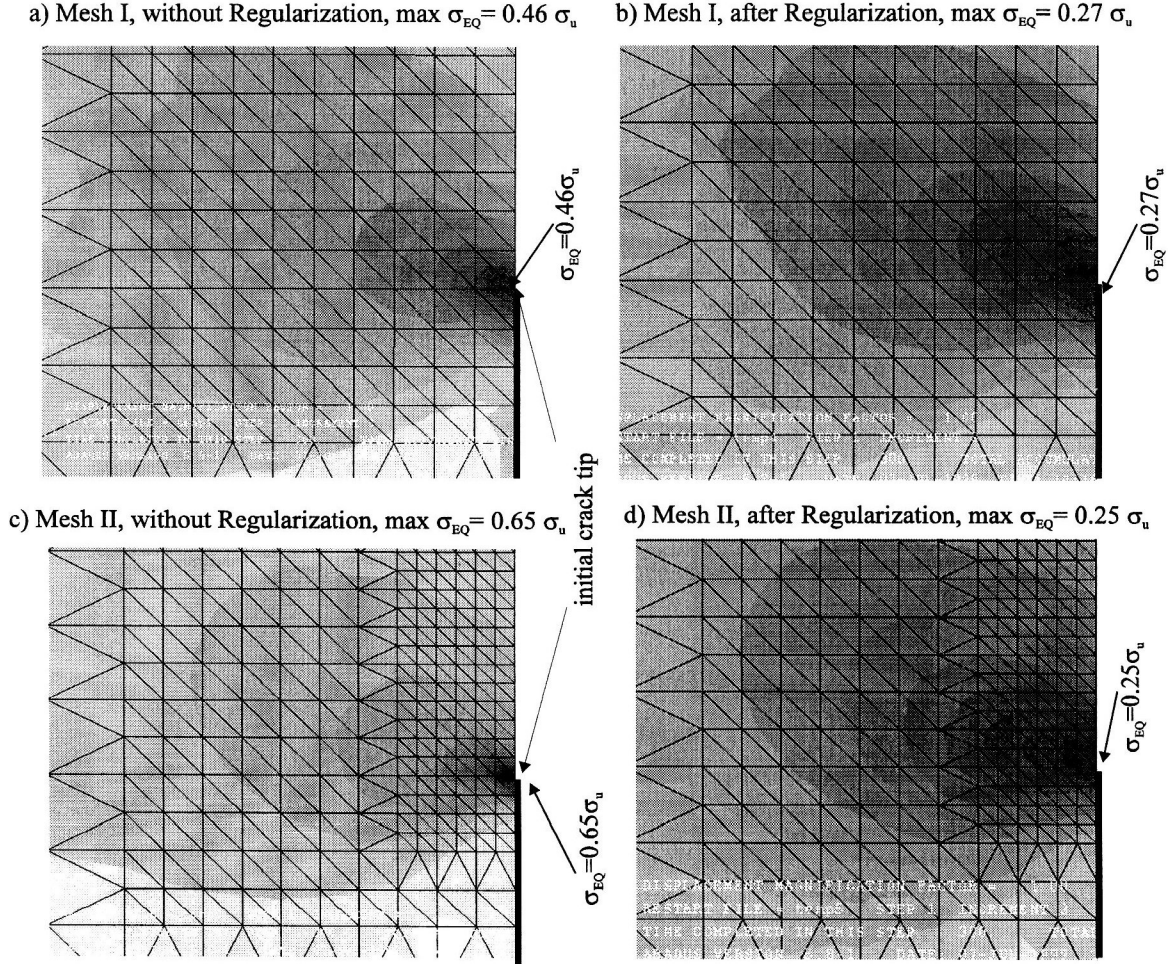 a) Mesh I, without Regularization, max σEQ= 0.46 σu
b) Mesh I, after Regularization, max σEQ= 0.27 σu
σEQ=0.46σu
σEQ=0.27σu
initial crack tip
c) Mesh II, without Regularization, max σEQ= 0.65 σu
d) Mesh II, after Regularization, max σEQ= 0.25 σu
σEQ=0.65σu
σEQ=0.25σu
DISPLACEMENT MAGNIFICATION FACTOR =
RESTART FILE STEP 1 INCREMENT
TIME COMPLETED IN THIS STEP